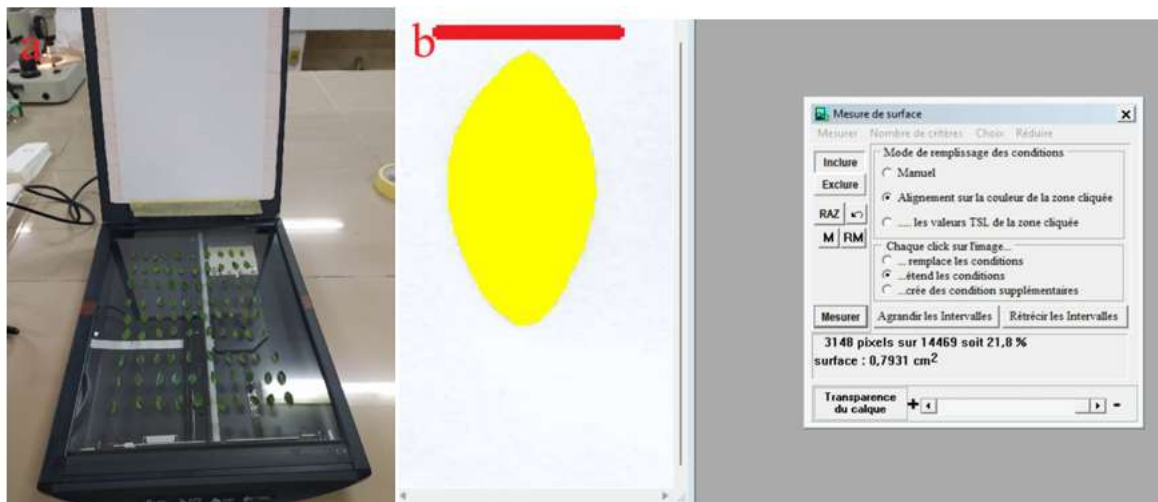 a
b
Mesure de surface
Mesurer Nombre de critères Choix Réduire
Inclure
Exclure
RAZ
M RM
Mode de remplissage des conditions
Manuel
Alignement sur la couleur de la zone cliquée
..... les valeurs TSL de la zone cliquée
Chaque click sur l'image...
... remplace les conditions
...étend les conditions
...crée des condition supplémentaires
Mesurer Agrandir les Intervalles Rétrécir les Intervalles
3148 pixels sur 14469 soit 21,8 %
surface : 0,7931 cm²
Transparence
du calque + -